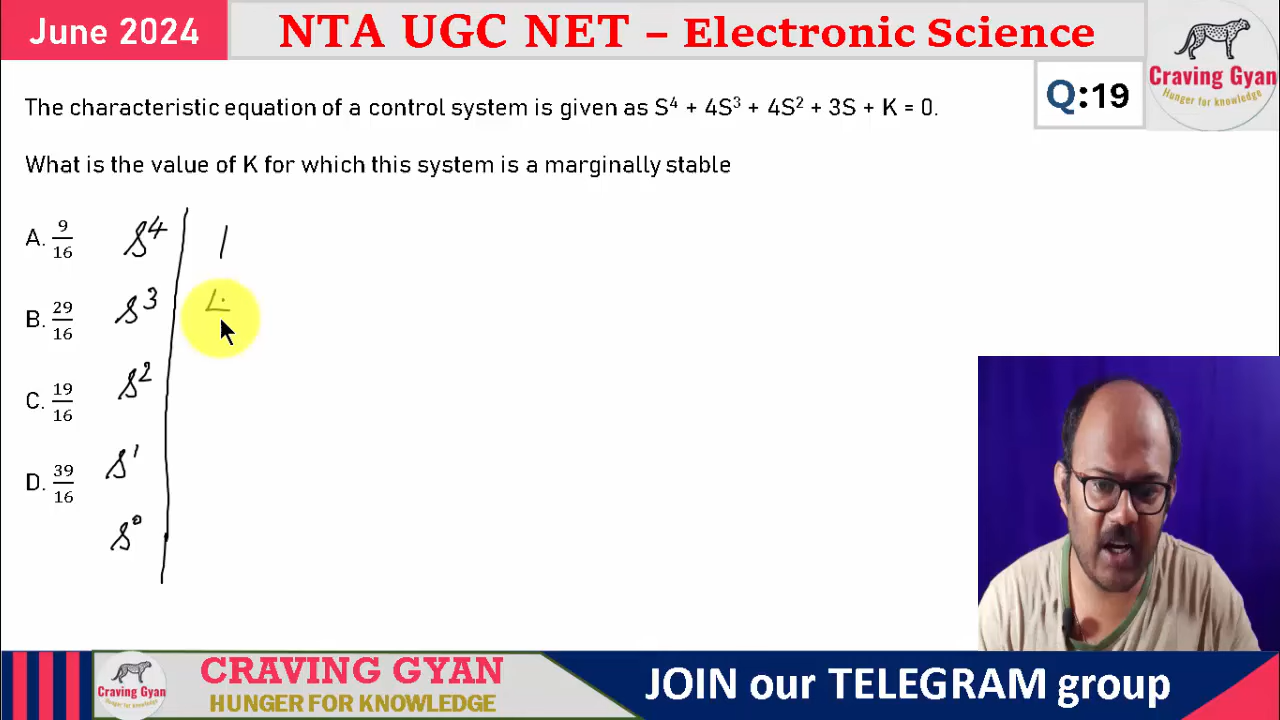 June 2024
NTA UGC NET – Electronic Science
Craving Gyan
Hunger for knowledge
Q:19
The characteristic equation of a control system is given as S⁴ + 4S³ + 4S² + 3S + K = 0.
What is the value of K for which this system is a marginally stable
A. 9/16
B. 29/16
C. 19/16
D. 39/16
s⁴ 1
s³ 4
s²
s¹
s⁰
Craving Gyan
CRAVING GYAN
HUNGER FOR KNOWLEDGE
JOIN our TELEGRAM group